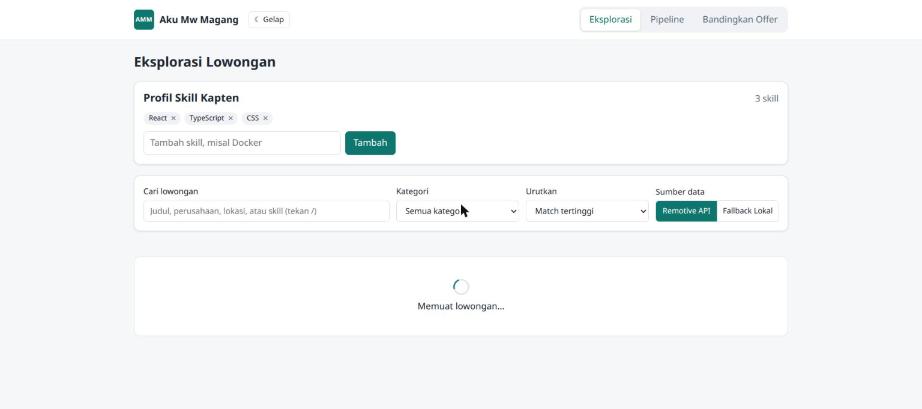 AMM Aku Mw Magang ☾ Gelap Eksplorasi Pipeline Bandingkan Offer
Eksplorasi Lowongan
Profil Skill Kapten 3 skill
React × TypeScript × CSS ×
Tambah skill, misal Docker Tambah
Cari lowongan Kategori Urutkan Sumber data
Judul, perusahaan, lokasi, atau skill (tekan /) Semua katego Match tertinggi Remotive API Fallback Lokal
Memuat lowongan...